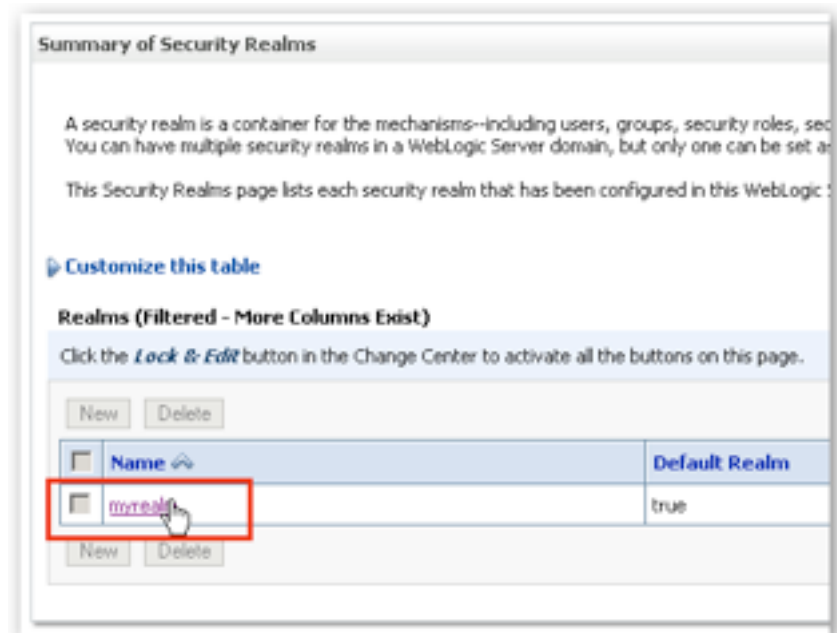 Summary of Security Realms
A security realm is a container for the mechanisms--including users, groups, security roles,
You can have multiple security realms in a WebLogic Server domain, but only one can be set
This Security Realms page lists each security realm that has been configured in this WebLogic
Customize this table
Realms (Filtered - More Columns Exist)
Click the Lock & Edit button in the Change Center to activate all the buttons on this page.
New Delete
Name Default Realm
true
New Delete